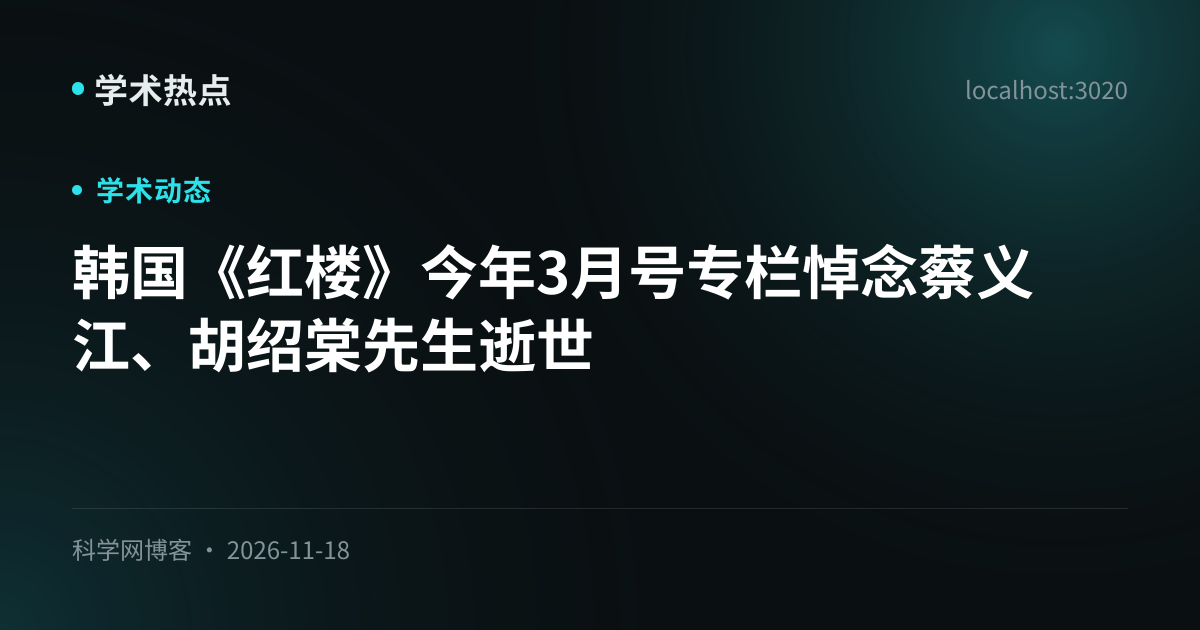 学术热点
localhost:3020
学术动态
韩国《红楼》今年3月号专栏悼念蔡义
江、胡绍棠先生逝世
科学网博客 · 2026-11-18